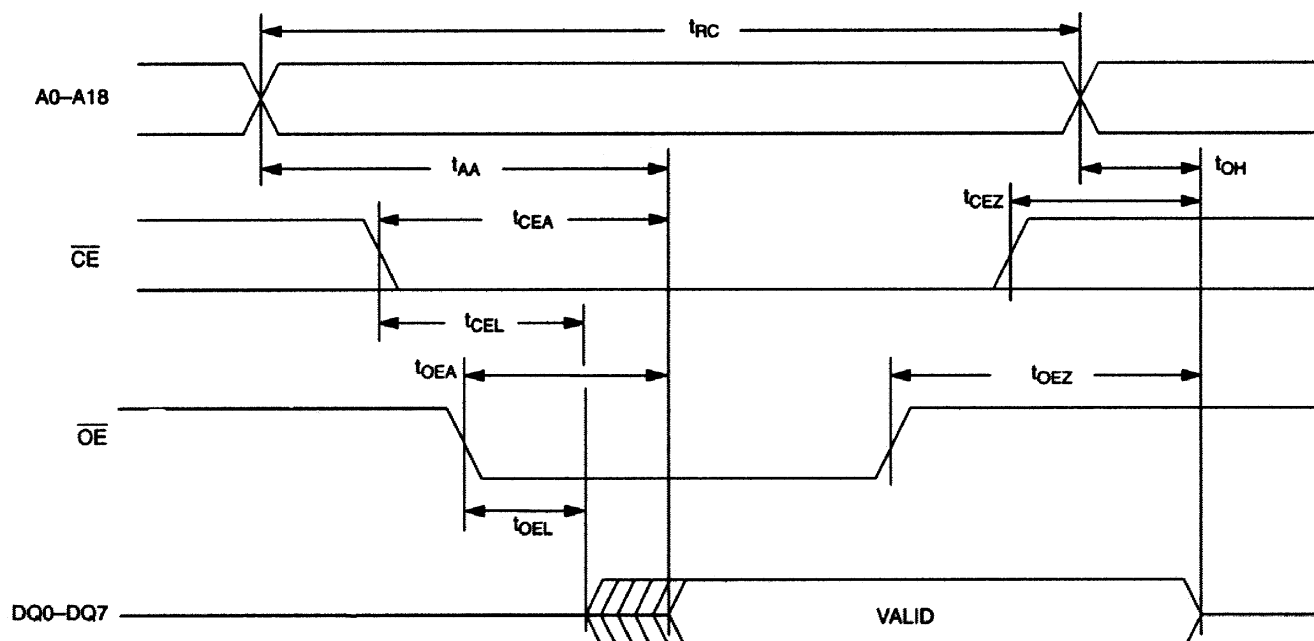 tRC
A0–A18
tAA
tOH
tCEZ
tCEA
CE
tCEL
tOEA
tOEZ
OE
tOEL
DQ0–DQ7
VALID